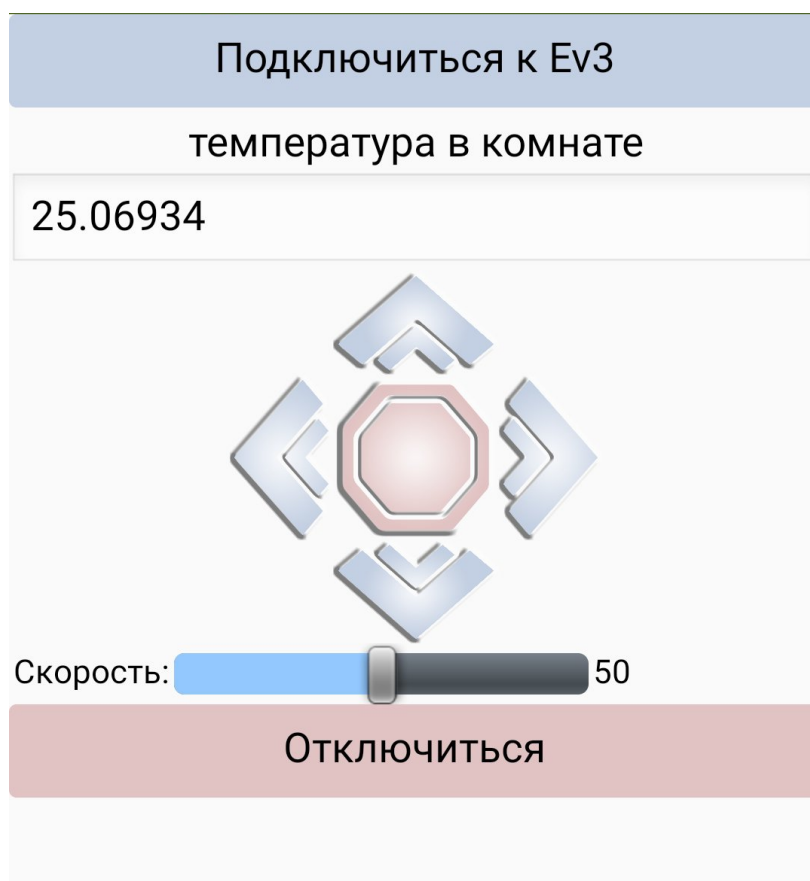 Подключиться к Ev3
температура в комнате
25.06934
Скорость: 50
Отключиться